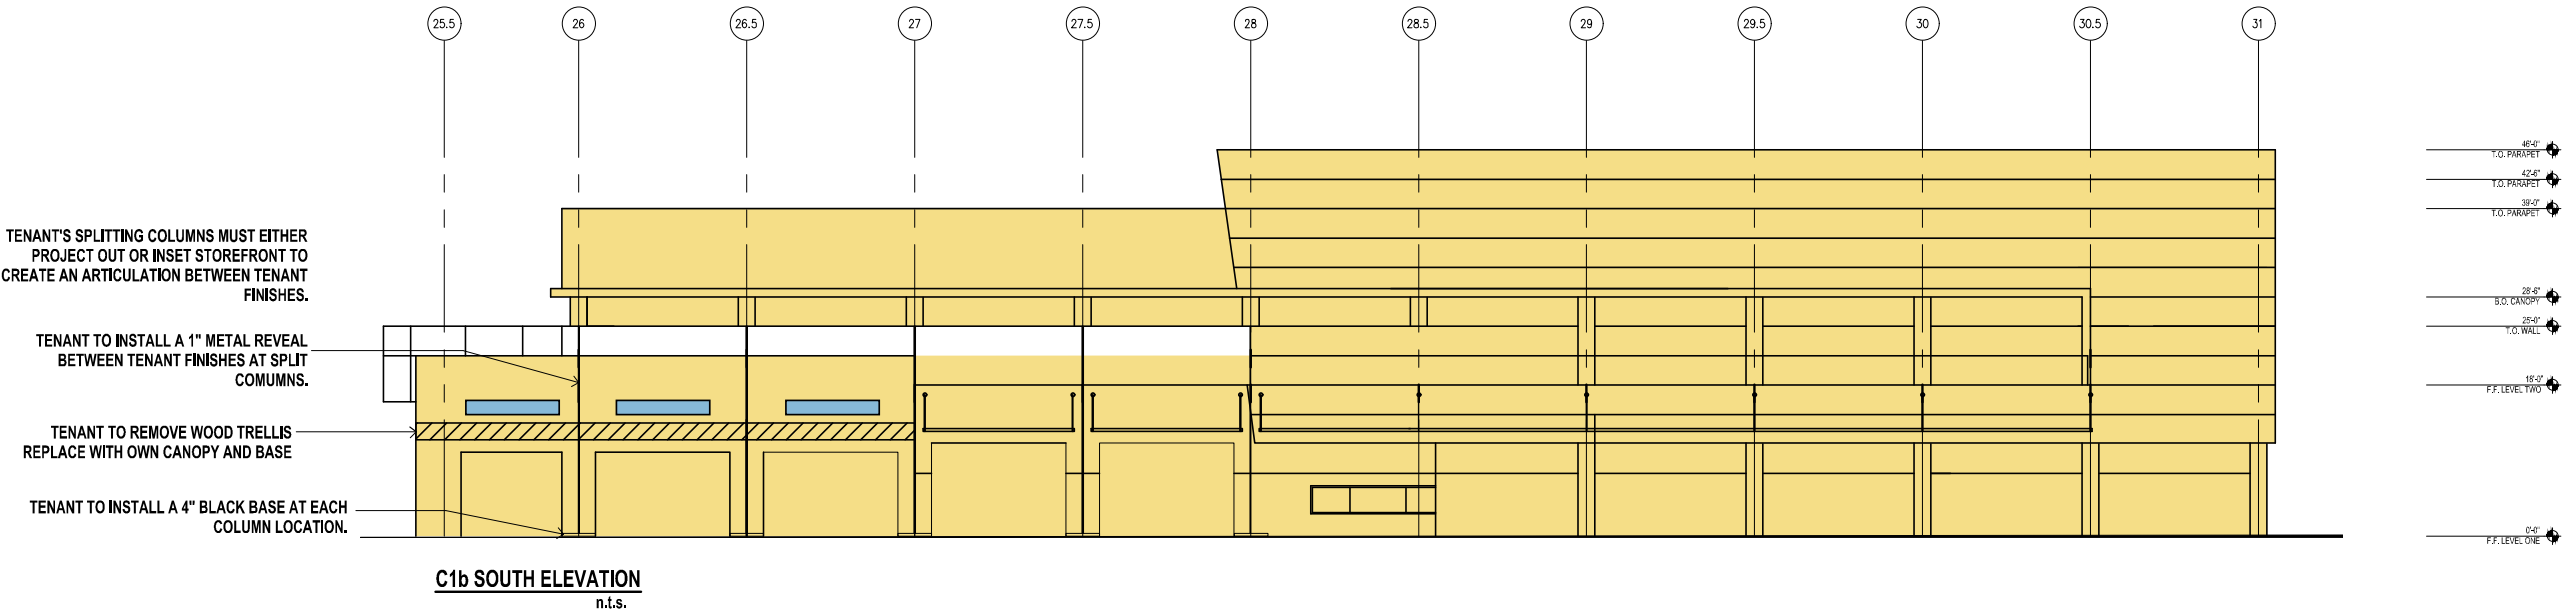 25.5 26 26.5 27 27.5 28 28.5 29 29.5 30 30.5 31
46'-0"
T.O. PARAPET
42'-6"
T.O. PARAPET
39'-0"
T.O. PARAPET
TENANT'S SPLITTING COLUMNS MUST EITHER
PROJECT OUT OR INSET STOREFRONT TO
CREATE AN ARTICULATION BETWEEN TENANT
FINISHES.
28'-6"
B.O. CANOPY
25'-0"
T.O. WALL
TENANT TO INSTALL A 1" METAL REVEAL
BETWEEN TENANT FINISHES AT SPLIT
COMUMNS.
18'-0"
F.F. LEVEL TWO
TENANT TO REMOVE WOOD TRELLIS
REPLACE WITH OWN CANOPY AND BASE
TENANT TO INSTALL A 4" BLACK BASE AT EACH
COLUMN LOCATION.
0'-0"
F.F. LEVEL ONE
C1b SOUTH ELEVATION
n.t.s.